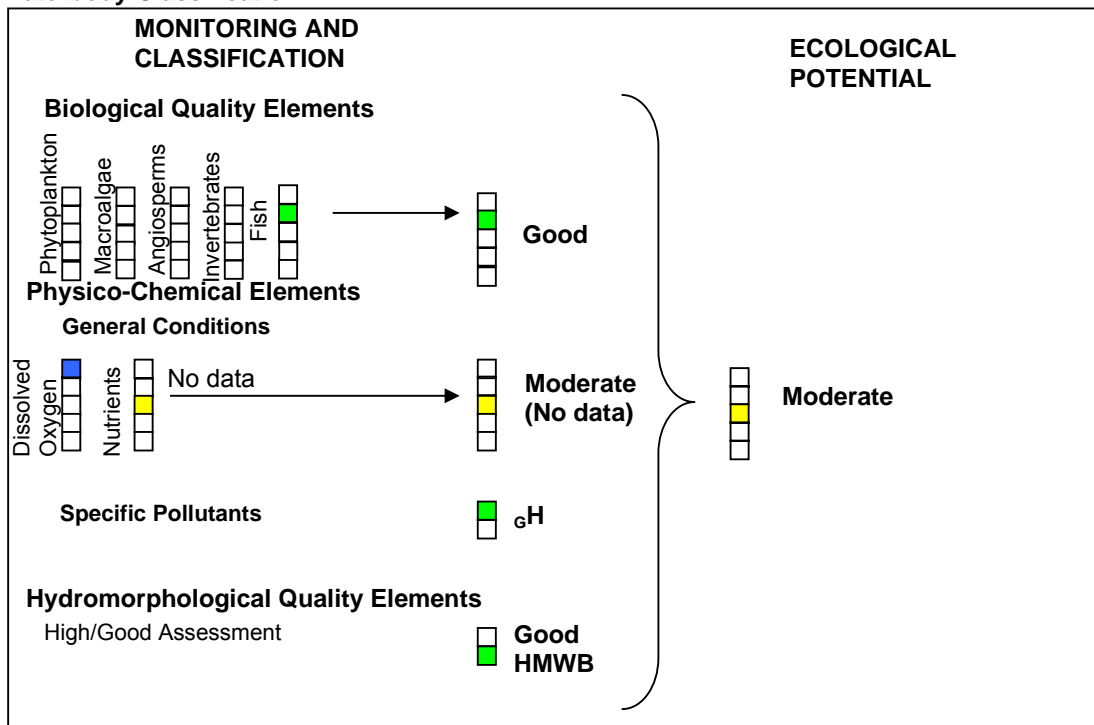 MONITORING AND
CLASSIFICATION
ECOLOGICAL
POTENTIAL
Biological Quality Elements
Phytoplankton
Macroalgae
Angiosperms
Invertebrates
Fish
Good
Physico-Chemical Elements
General Conditions
Dissolved
Oxygen
Nutrients
No data
Moderate
(No data)
Moderate
Specific Pollutants
GH
Hydromorphological Quality Elements
High/Good Assessment
Good
HMWB